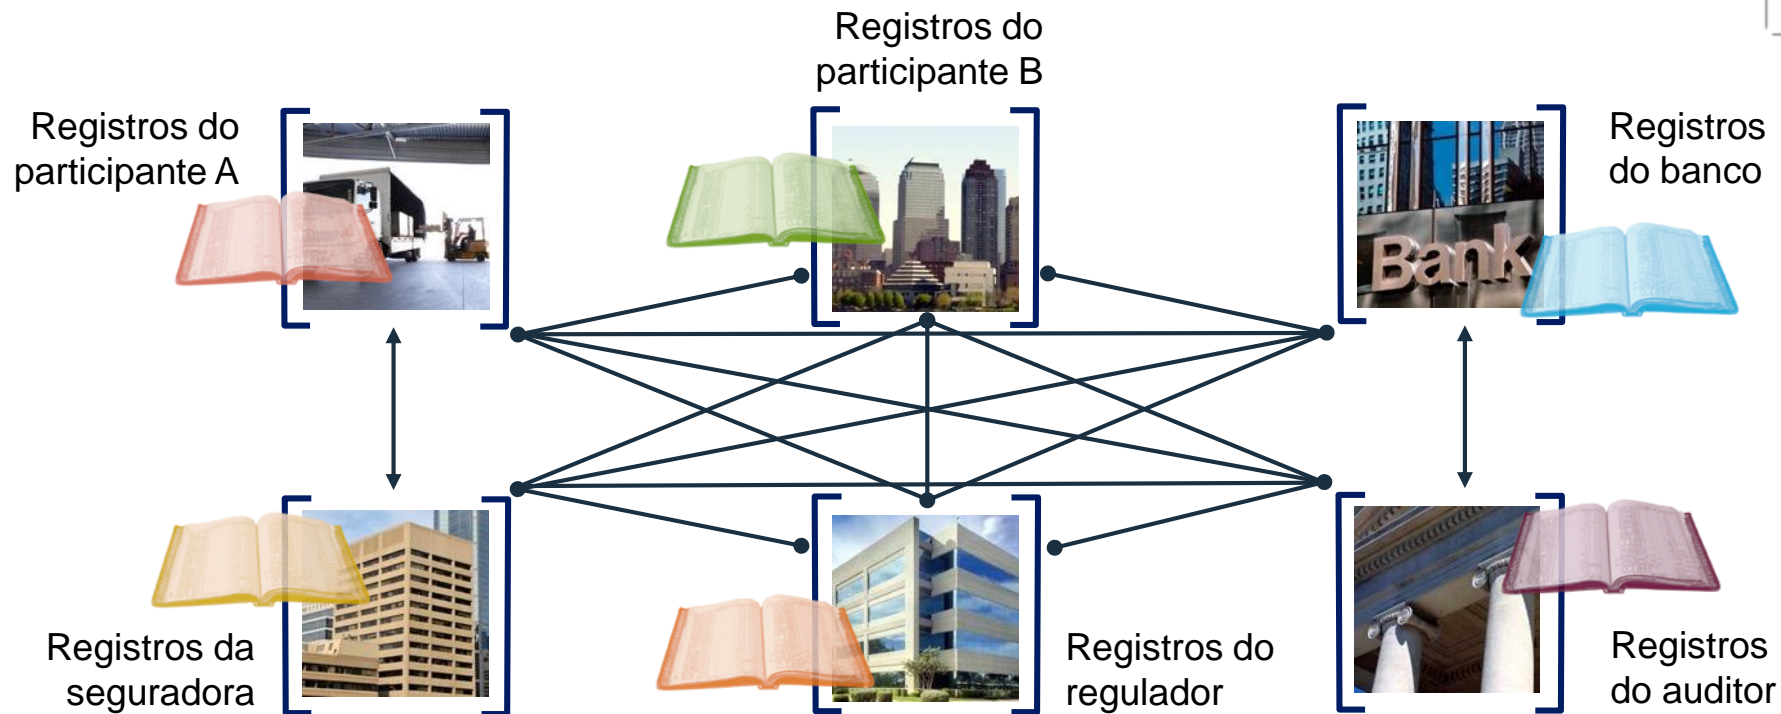 Registros do
participante B
Registros do
participante A
Registros
do banco
Bank
Registros da
seguradora
Registros do
regulador
Registros
do auditor